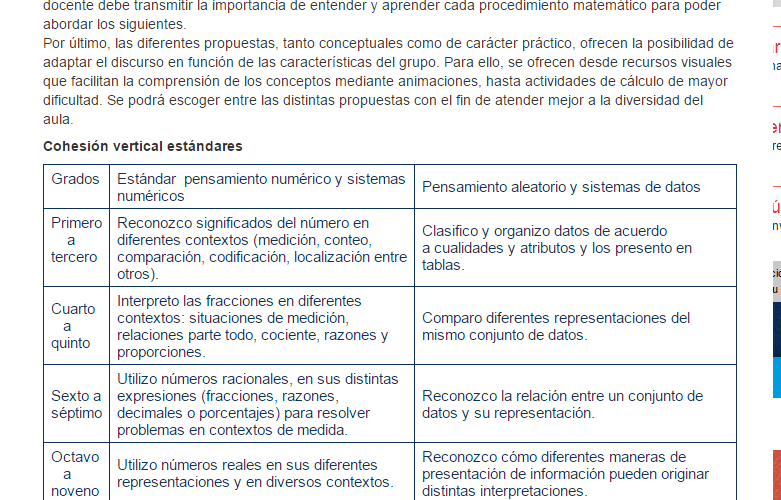 docente debe transmitir la importancia de entender y aprender cada procedimiento matemático para poder
abordar los siguientes.
Por último, las diferentes propuestas, tanto conceptuales como de carácter práctico, ofrecen la posibilidad de
adaptar el discurso en función de las características del grupo. Para ello, se ofrecen desde recursos visuales
que facilitan la comprensión de los conceptos mediante animaciones, hasta actividades de cálculo de mayor
dificultad. Se podrá escoger entre las distintas propuestas con el fin de atender mejor a la diversidad del
aula.
Cohesión vertical estándares
Grados
Estándar pensamiento numérico y sistemas
numéricos
Pensamiento aleatorio y sistemas de datos
Primero
a
tercero
Reconozco significados del número en
diferentes contextos (medición, conteo,
comparación, codificación, localización entre
otros).
Clasifico y organizo datos de acuerdo
a cualidades y atributos y los presento en
tablas.
Cuarto
a
quinto
Interpreto las fracciones en diferentes
contextos: situaciones de medición,
relaciones parte todo, cociente, razones y
proporciones.
Comparo diferentes representaciones del
mismo conjunto de datos.
Sexto a
séptimo
Utilizo números racionales, en sus distintas
expresiones (fracciones, razones,
decimales o porcentajes) para resolver
problemas en contextos de medida.
Reconozco la relación entre un conjunto de
datos y su representación.
Octavo
a
noveno
Utilizo números reales en sus diferentes
representaciones y en diversos contextos.
Reconozco cómo diferentes maneras de
presentación de información pueden originar
distintas interpretaciones.